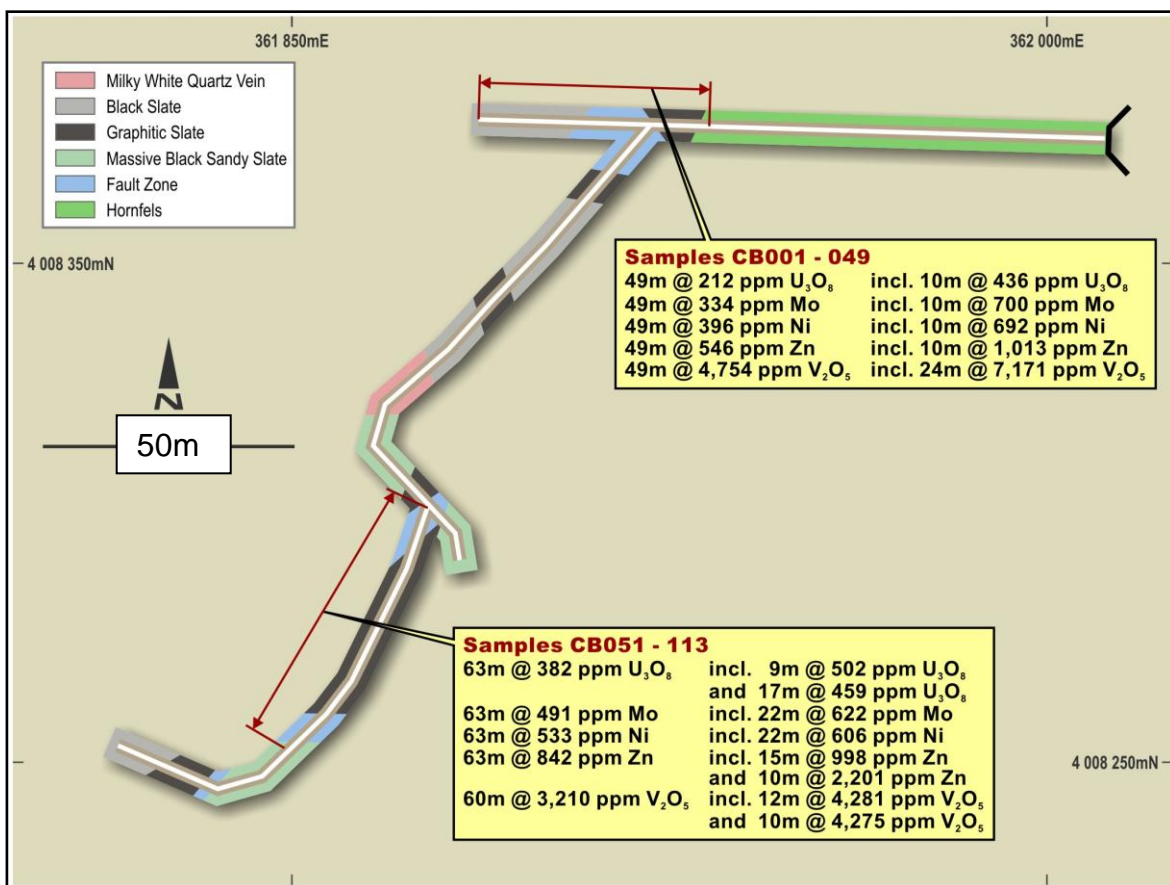 361 850mE
362 000mE
Milky White Quartz Vein
Black Slate
Graphitic Slate
Massive Black Sandy Slate
Fault Zone
Hornfels
4 008 350mN
Samples CB001 - 049
49m @ 212 ppm U₃O₈ incl. 10m @ 436 ppm U₃O₈
49m @ 334 ppm Mo incl. 10m @ 700 ppm Mo
49m @ 396 ppm Ni incl. 10m @ 692 ppm Ni
49m @ 546 ppm Zn incl. 10m @ 1,013 ppm Zn
49m @ 4,754 ppm V₂O₅ incl. 24m @ 7,171 ppm V₂O₅
N
50m
Samples CB051 - 113
63m @ 382 ppm U₃O₈ incl. 9m @ 502 ppm U₃O₈
and 17m @ 459 ppm U₃O₈
63m @ 491 ppm Mo incl. 22m @ 622 ppm Mo
63m @ 533 ppm Ni incl. 22m @ 606 ppm Ni
63m @ 842 ppm Zn incl. 15m @ 998 ppm Zn
and 10m @ 2,201 ppm Zn
60m @ 3,210 ppm V₂O₅ incl. 12m @ 4,281 ppm V₂O₅
and 10m @ 4,275 ppm V₂O₅
4 008 250mN